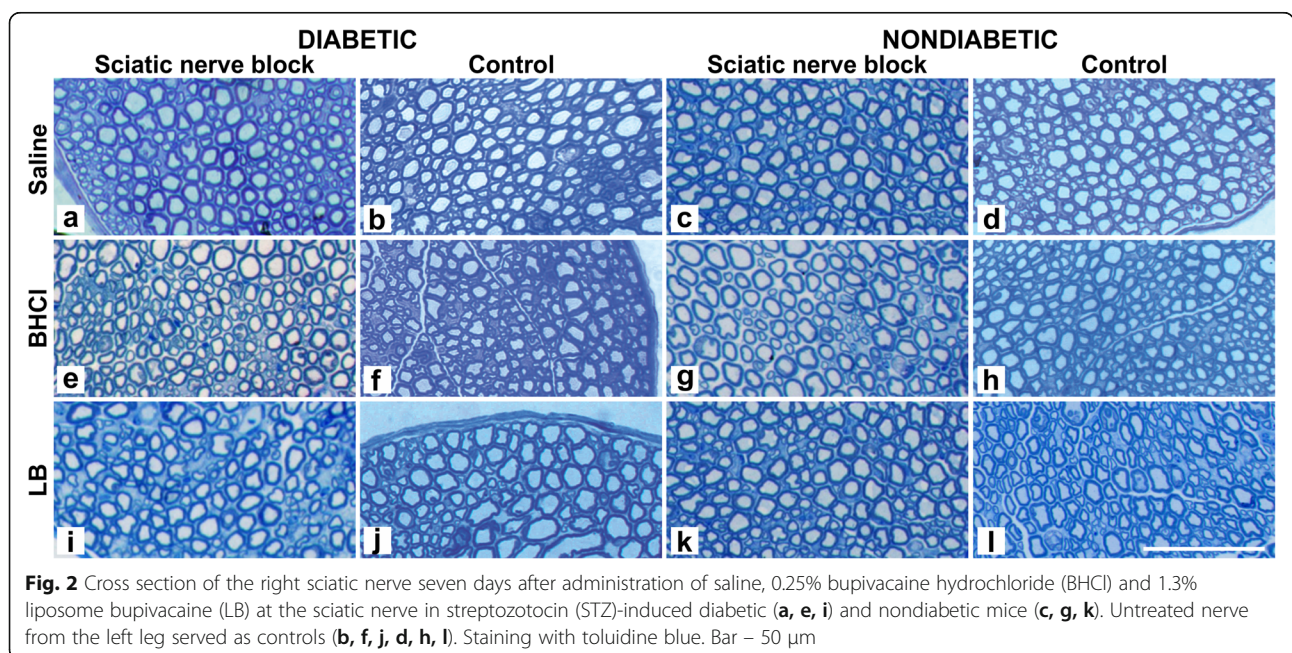 DIABETIC NONDIABETIC
Sciatic nerve block Control Sciatic nerve block Control
Saline
a b c d
BHCl
e f g h
LB
i j k l
Fig. 2 Cross section of the right sciatic nerve seven days after administration of saline, 0.25% bupivacaine hydrochloride (BHCl) and 1.3%
liposome bupivacaine (LB) at the sciatic nerve in streptozotocin (STZ)-induced diabetic (a, e, i) and nondiabetic mice (c, g, k). Untreated nerve
from the left leg served as controls (b, f, j, d, h, l). Staining with toluidine blue. Bar – 50 μm